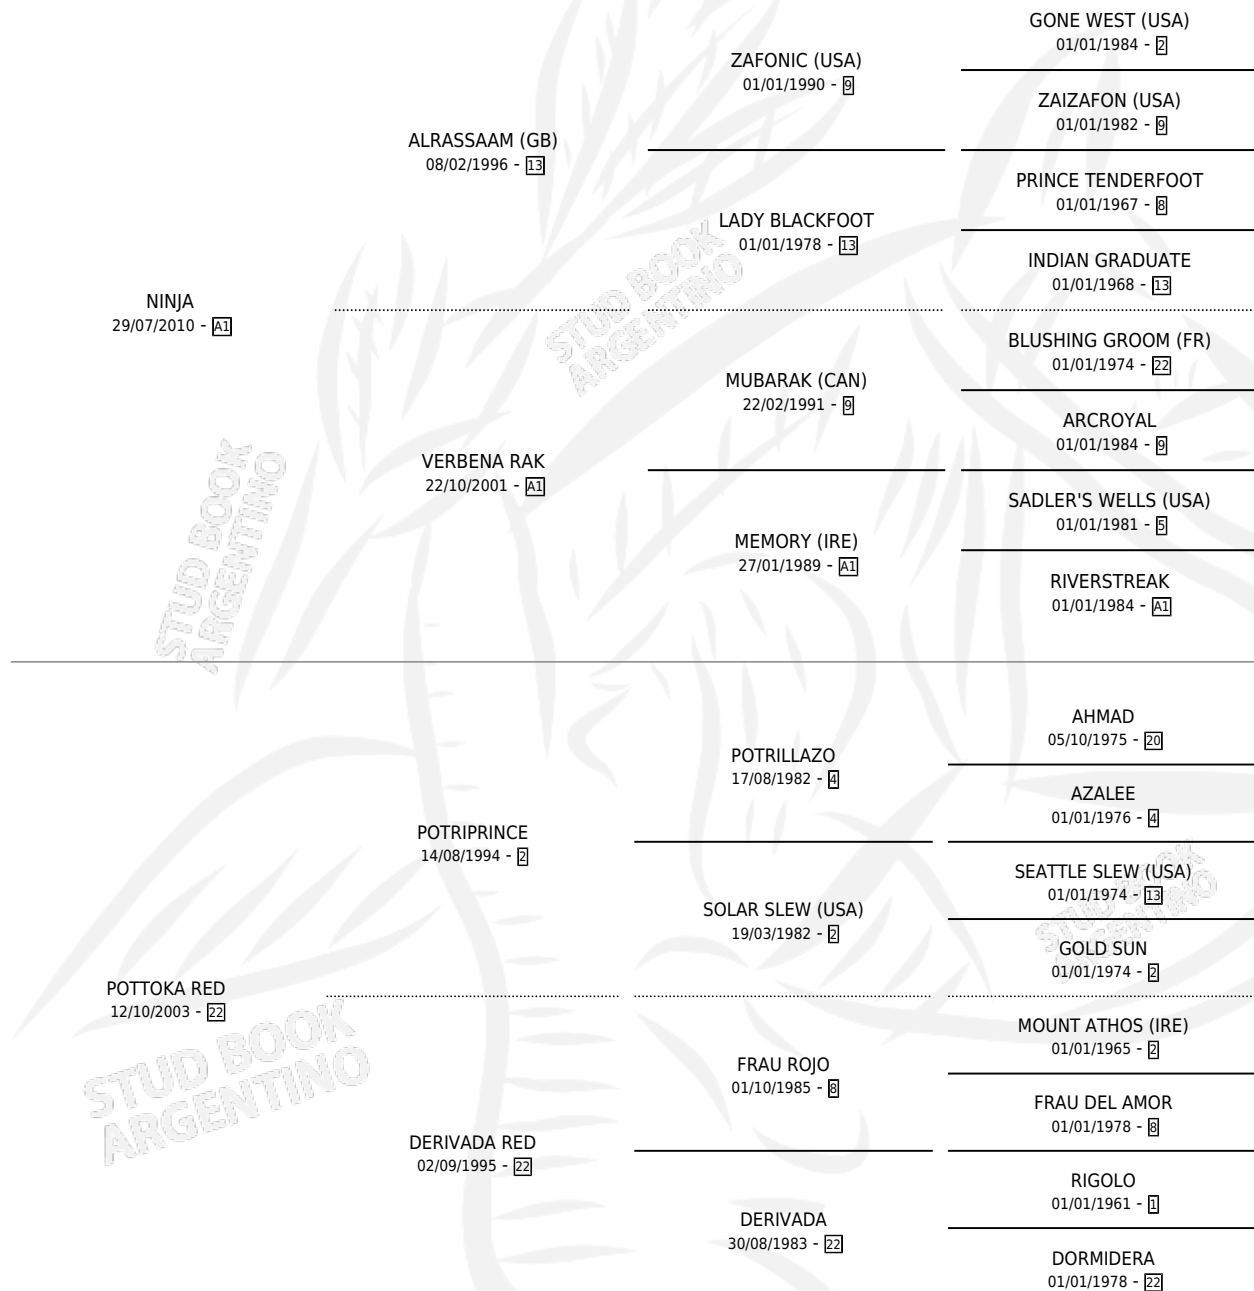 GONE WEST (USA)
01/01/1984 - 2
ZAFONIC (USA)
01/01/1990 - 9
ZAIZAFON (USA)
01/01/1982 - 9
ALRASSAAM (GB)
08/02/1996 - 13
PRINCE TENDERFOOT
01/01/1967 - 8
LADY BLACKFOOT
01/01/1978 - 13
INDIAN GRADUATE
01/01/1968 - 13
NINJA
29/07/2010 - A1
BLUSHING GROOM (FR)
01/01/1974 - 22
MUBARAK (CAN)
22/02/1991 - 9
ARCROYAL
01/01/1984 - 9
VERBENA RAK
22/10/2001 - A1
SADLER'S WELLS (USA)
01/01/1981 - 5
MEMORY (IRE)
27/01/1989 - A1
RIVERSTREAK
01/01/1984 - A1
STUD BOOK
ARGENTINO
STUD BOOK
ARGENTINO
AHMAD
05/10/1975 - 20
POTRILLAZO
17/08/1982 - 4
AZALEE
01/01/1976 - 4
POTRIPRINCE
14/08/1994 - 2
SEATTLE SLEW (USA)
01/01/1974 - 13
SOLAR SLEW (USA)
19/03/1982 - 2
GOLD SUN
01/01/1974 - 2
POTTOKA RED
12/10/2003 - 22
MOUNT ATHOS (IRE)
01/01/1965 - 2
FRAU ROJO
01/10/1985 - 8
FRAU DEL AMOR
01/01/1978 - 8
DERIVADA RED
02/09/1995 - 22
RIGOLO
01/01/1961 - 1
DERIVADA
30/08/1983 - 22
DORMIDERA
01/01/1978 - 22
STUD BOOK
ARGENTINO
STUD BOOK
ARGENTINO